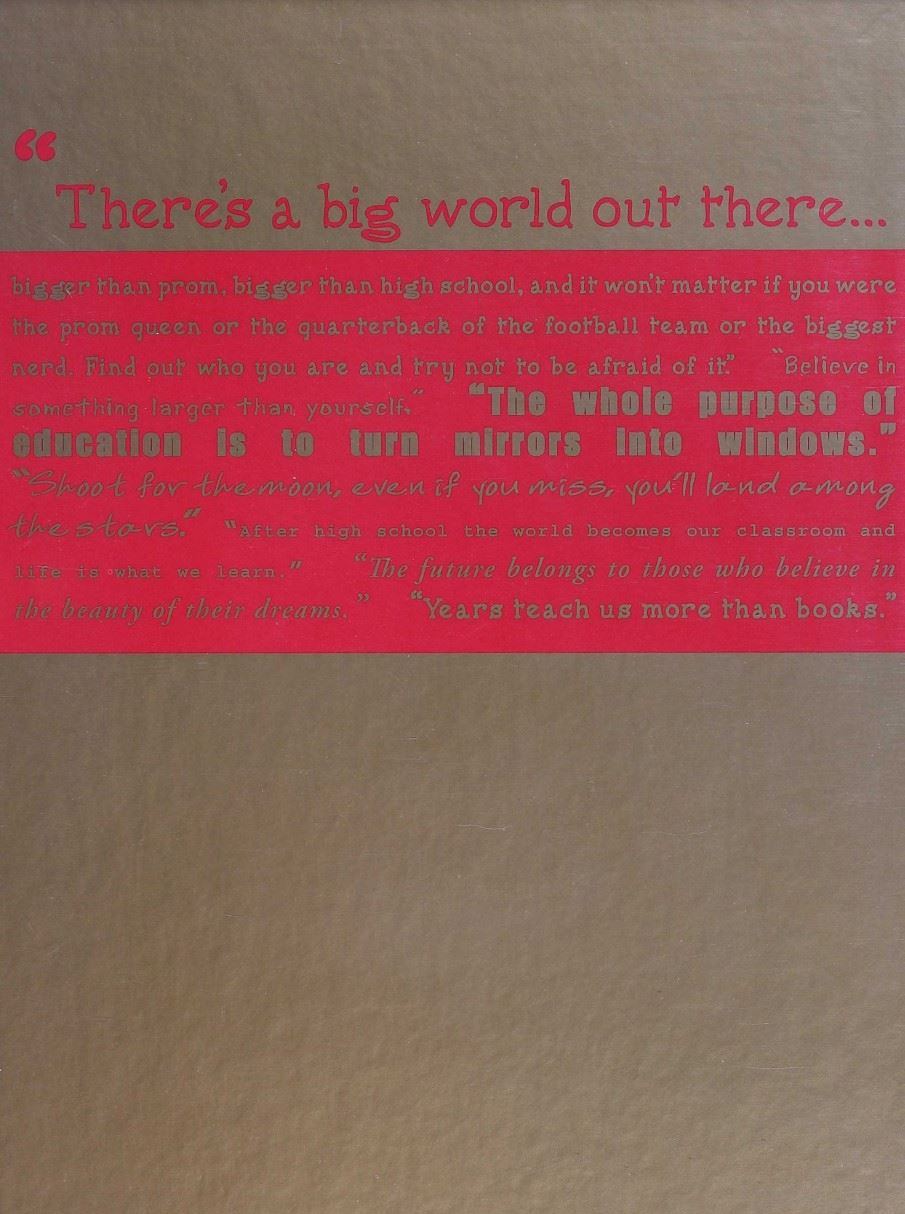 “There's a big world out there...
bigger than prom, bigger than high school, and it won't matter if you were
the prom queen or the quarterback of the football team or the biggest
nerd. Find out who you are and try not to be afraid of it.” “Believe in
something larger than yourself.” “The whole purpose of
education is to turn mirrors into windows.”
“Shoot for the moon, even if you miss, you'll land among
the stars.” “After high school the world becomes our classroom and
life is what we learn.” “The future belongs to those who believe in
the beauty of their dreams.” “Years teach us more than books.”